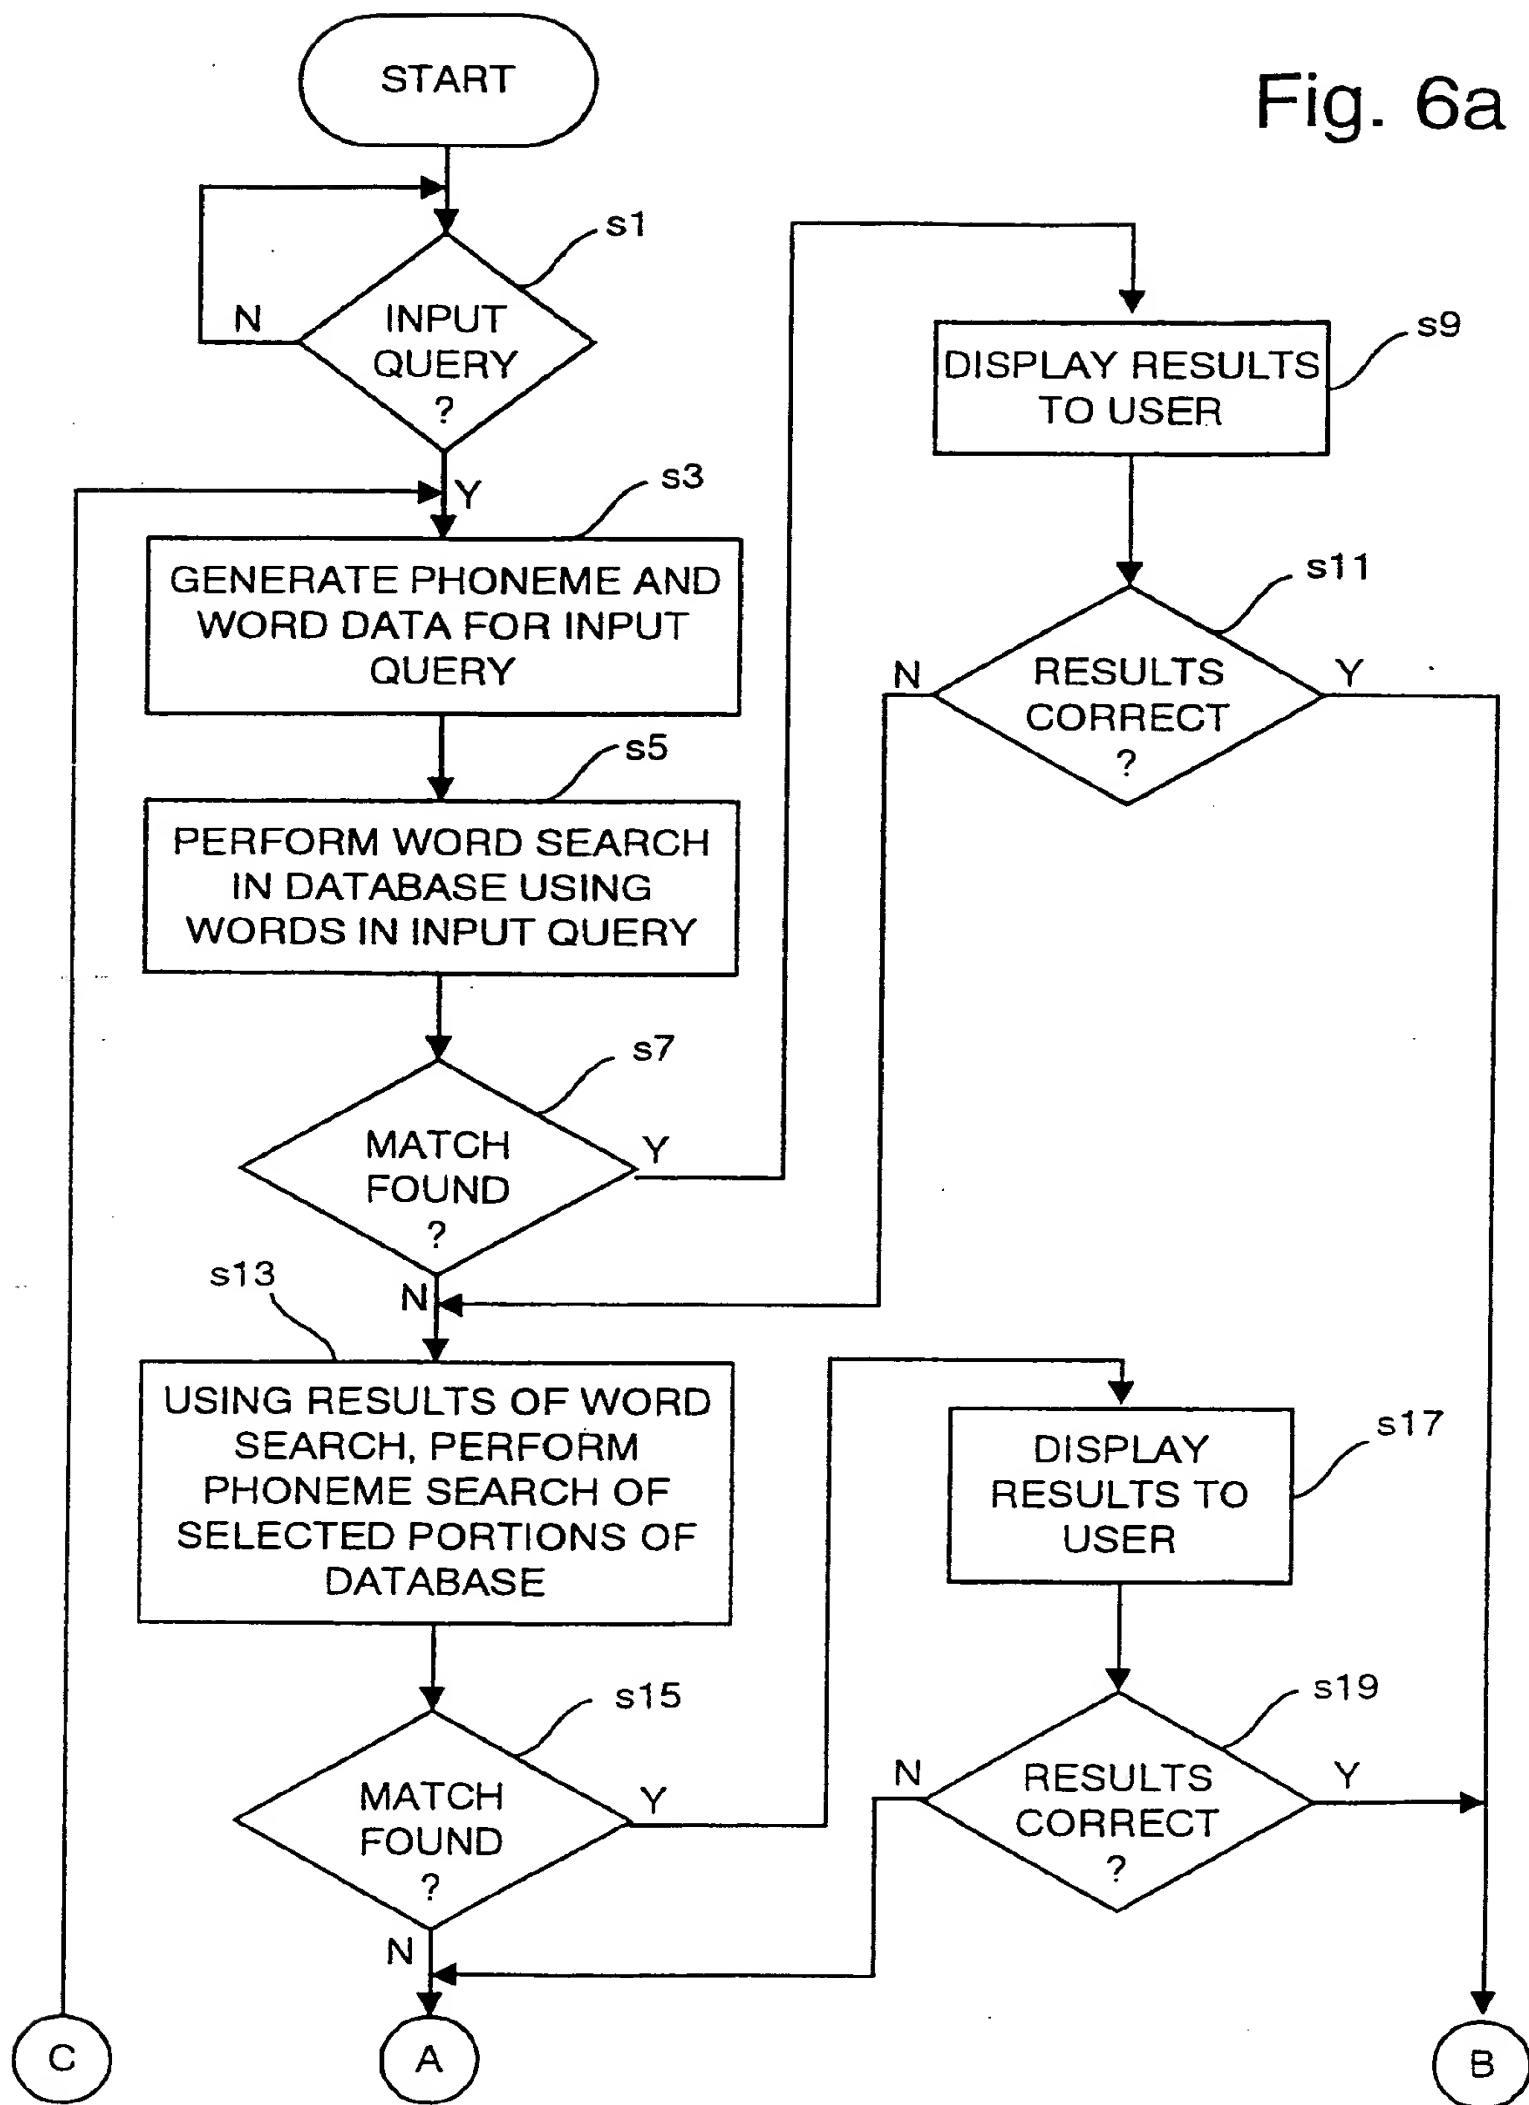 START
Fig. 6a
s1
N
INPUT
QUERY
?
Y
s3
GENERATE PHONEME AND
WORD DATA FOR INPUT
QUERY
s5
PERFORM WORD SEARCH
IN DATABASE USING
WORDS IN INPUT QUERY
s7
MATCH
FOUND
?
Y
N
s9
DISPLAY RESULTS
TO USER
s11
N
RESULTS
CORRECT
?
Y
s13
USING RESULTS OF WORD
SEARCH, PERFORM
PHONEME SEARCH OF
SELECTED PORTIONS OF
DATABASE
s15
MATCH
FOUND
?
Y
N
s17
DISPLAY
RESULTS TO
USER
s19
N
RESULTS
CORRECT
?
Y
C
A
B